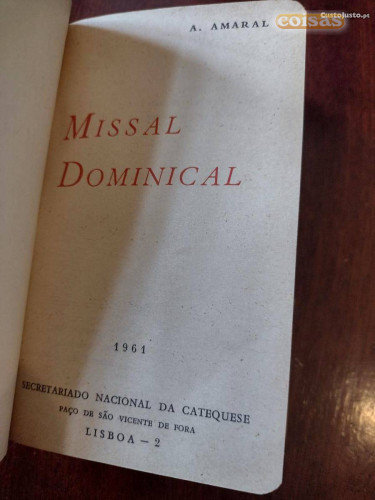 CustoJusto.pt
coisas
A. AMARAL
MISSAL
DOMINICAL
1961
SECRETARIADO NACIONAL DA CATEQUESE
PAÇO DE SÃO VICENTE DE FORA
LISBOA — 2